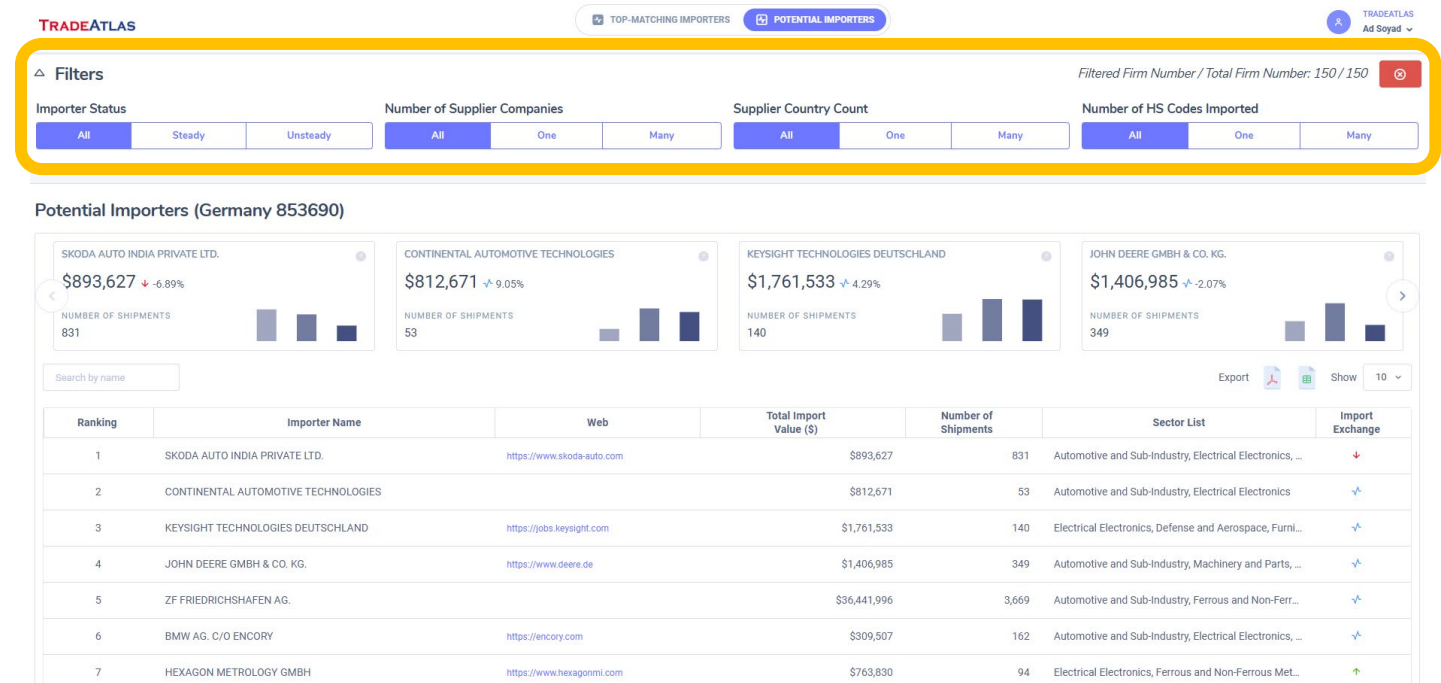 TRADEATLAS
TOP-MATCHING IMPORTERS
POTENTIAL IMPORTERS
TRADEATLAS
Ad Soyad
Filters
Filtered Firm Number / Total Firm Number: 150 / 150
Importer Status
Number of Supplier Companies
Supplier Country Count
Number of HS Codes Imported
All Steady Unsteady
All One Many
All One Many
All One Many
Potential Importers (Germany 853690)
SKODA AUTO INDIA PRIVATE LTD.
$893,627 -6.89%
NUMBER OF SHIPMENTS
831
CONTINENTAL AUTOMOTIVE TECHNOLOGIES
$812,671 9.05%
NUMBER OF SHIPMENTS
53
KEYSIGHT TECHNOLOGIES DEUTSCHLAND
$1,761,533 4.29%
NUMBER OF SHIPMENTS
140
JOHN DEERE GMBH & CO. KG.
$1,406,985 -2.07%
NUMBER OF SHIPMENTS
349
Search by name
Export
Show 10
Ranking Importer Name Web Total Import Value ($) Number of Shipments Sector List Import Exchange
1 SKODA AUTO INDIA PRIVATE LTD. https://www.skoda-auto.com $893,627 831 Automotive and Sub-Industry, Electrical Electronics, ...
2 CONTINENTAL AUTOMOTIVE TECHNOLOGIES $812,671 53 Automotive and Sub-Industry, Electrical Electronics
3 KEYSIGHT TECHNOLOGIES DEUTSCHLAND https://jobs.keysight.com $1,761,533 140 Electrical Electronics, Defense and Aerospace, Furni...
4 JOHN DEERE GMBH & CO. KG. https://www.deere.de $1,406,985 349 Automotive and Sub-Industry, Machinery and Parts, ...
5 ZF FRIEDRICHSHAFEN AG. $36,441,996 3,669 Automotive and Sub-Industry, Ferrous and Non-Ferr...
6 BMW AG. C/O ENCORY https://encory.com $309,507 162 Automotive and Sub-Industry, Electrical Electronics, ...
7 HEXAGON METROLOGY GMBH https://www.hexagonmi.com $763,830 94 Electrical Electronics, Ferrous and Non-Ferrous Met...